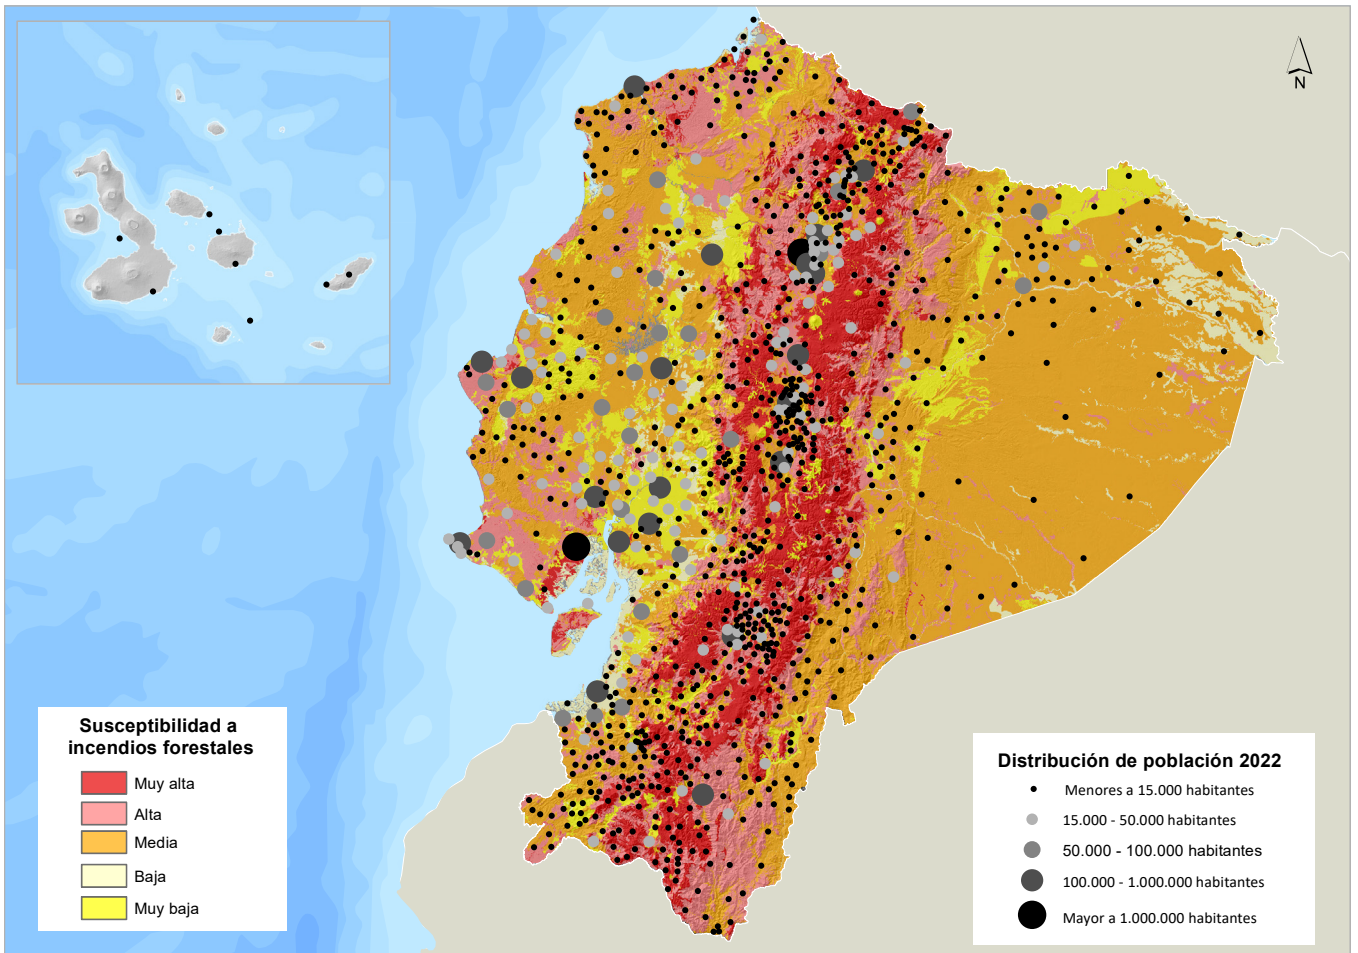 N
Susceptibilidad a
incendios forestales
Muy alta
Alta
Media
Baja
Muy baja
Distribución de población 2022
Menores a 15.000 habitantes
15.000 - 50.000 habitantes
50.000 - 100.000 habitantes
100.000 - 1.000.000 habitantes
Mayor a 1.000.000 habitantes